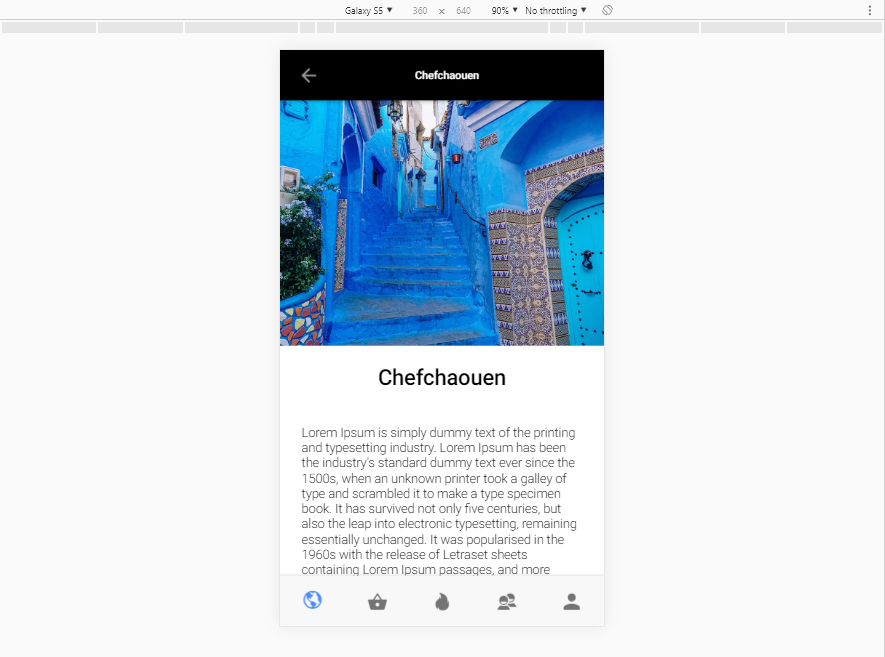 Galaxy S5 ▼ 360 × 640 90% ▼ No throttling ▼
Chefchaouen
Chefchaouen
Lorem Ipsum is simply dummy text of the printing
and typesetting industry. Lorem Ipsum has been
the industry's standard dummy text ever since the
1500s, when an unknown printer took a galley of
type and scrambled it to make a type specimen
book. It has survived not only five centuries, but
also the leap into electronic typesetting, remaining
essentially unchanged. It was popularised in the
1960s with the release of Letraset sheets
containing Lorem Ipsum passages, and more